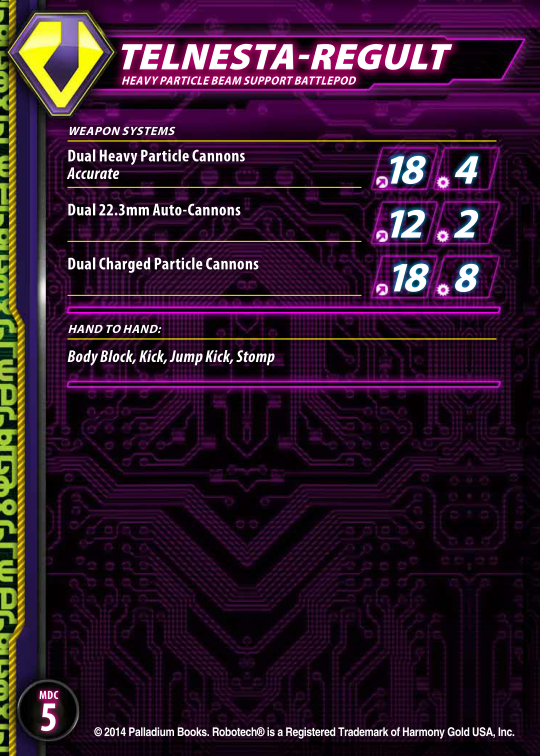 TELNESTA-REGULT
HEAVY PARTICLE BEAM SUPPORT BATTLEPOD
WEAPON SYSTEMS
Dual Heavy Particle Cannons
Accurate
18 4
Dual 22.3mm Auto-Cannons
12 2
Dual Charged Particle Cannons
18 8
HAND TO HAND:
Body Block, Kick, Jump Kick, Stomp
MDC
5
© 2014 Palladium Books. Robotech® is a Registered Trademark of Harmony Gold USA, Inc.